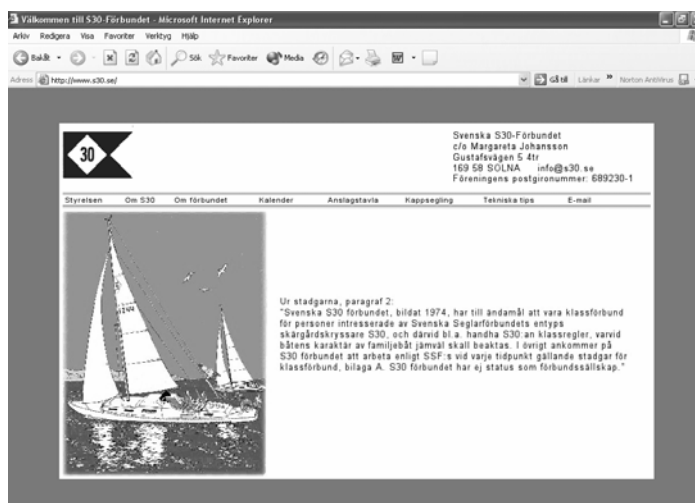 Välkommen till S30-Förbundet - Microsoft Internet Explorer
Arkiv Redigera Visa Favoriter Verktyg Hjälp
Bakåt Sök Favoriter Media
Adress http://www.s30.se/ Gå till Länkar » Norton AntiVirus
30
Svenska S30-Förbundet
c/o Margareta Johansson
Gustafsvägen 5 4tr
169 58 SOLNA info@s30.se
Föreningens postgironummer: 689230-1
Styrelsen Om S30 Om förbundet Kalender Anslagstavla Kappsegling Tekniska tips E-mail
Ur stadgarna, paragraf 2:
"Svenska S30 förbundet, bildat 1974, har till ändamål att vara klassförbund
för personer intresserade av Svenska Seglarförbundets entyps
skärgårdskryssare S30, och därvid bl.a. handha S30:an klassregler, varvid
båtens karaktär av familjebåt jämväl skall beaktas. I övrigt ankommer på
S30 förbundet att arbeta enligt SSF:s vid varje tidpunkt gällande stadgar för
klassförbund, bilaga A. S30 förbundet har ej status som förbundssällskap."